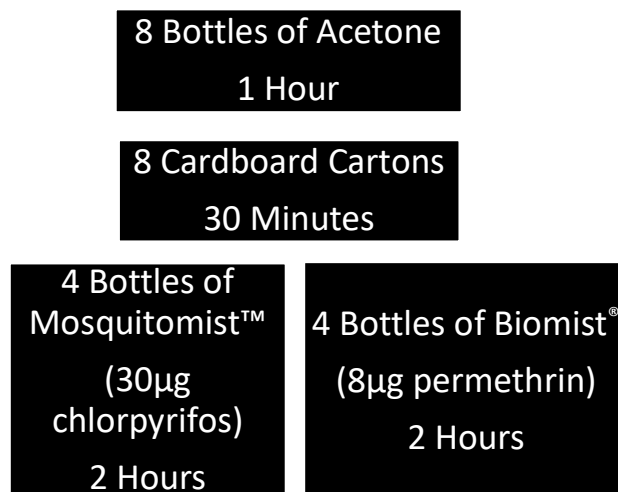 8 Bottles of Acetone
1 Hour
8 Cardboard Cartons
30 Minutes
4 Bottles of
Mosquitomist™
(30µg
chlorpyrifos)
2 Hours
4 Bottles of Biomist®
(8µg permethrin)
2 Hours